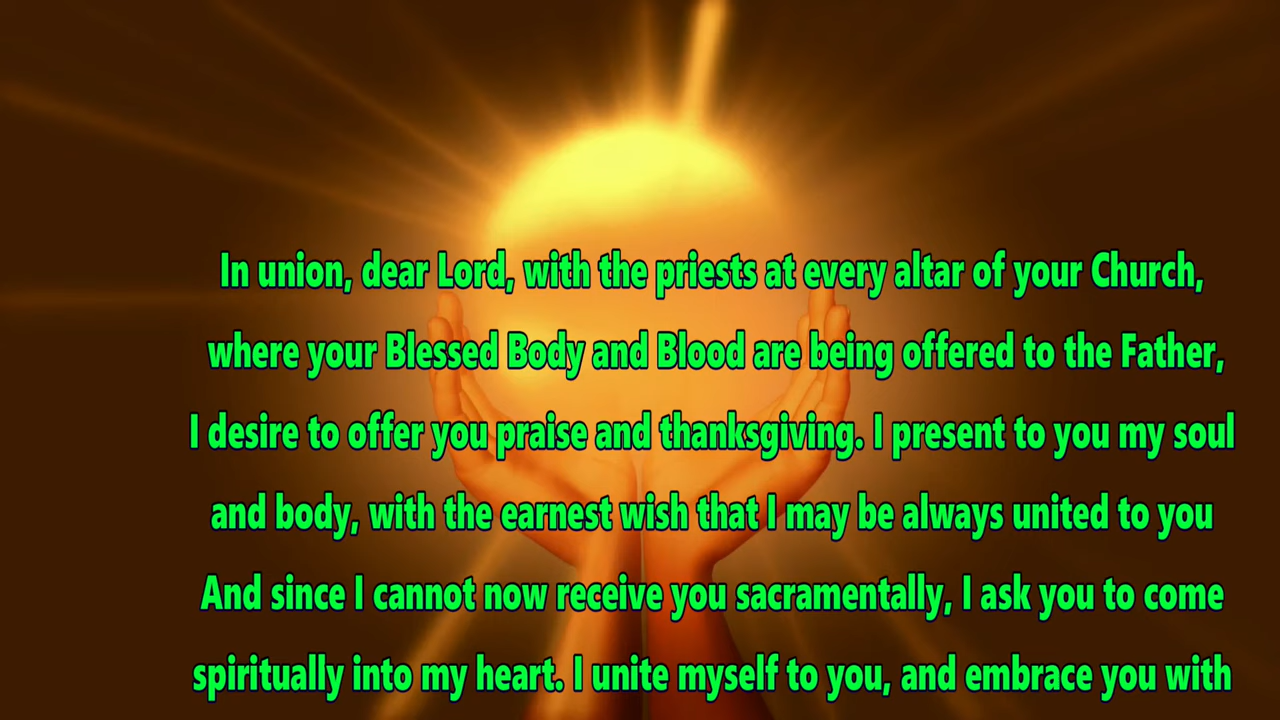 In union, dear Lord, with the priests at every altar of your Church,
where your Blessed Body and Blood are being offered to the Father,
I desire to offer you praise and thanksgiving. I present to you my soul
and body, with the earnest wish that I may be always united to you
And since I cannot now receive you sacramentally, I ask you to come
spiritually into my heart. I unite myself to you, and embrace you with